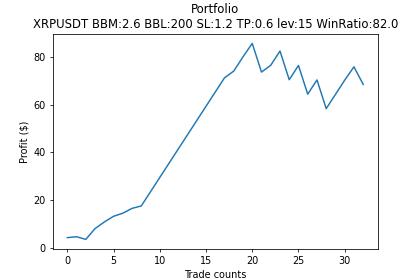 Portfolio
XRPUSDT BBM:2.6 BBL:200 SL:1.2 TP:0.6 lev:15 WinRatio:82.0
Profit ($)
80
60
40
20
0
0 5 10 15 20 25 30
Trade counts